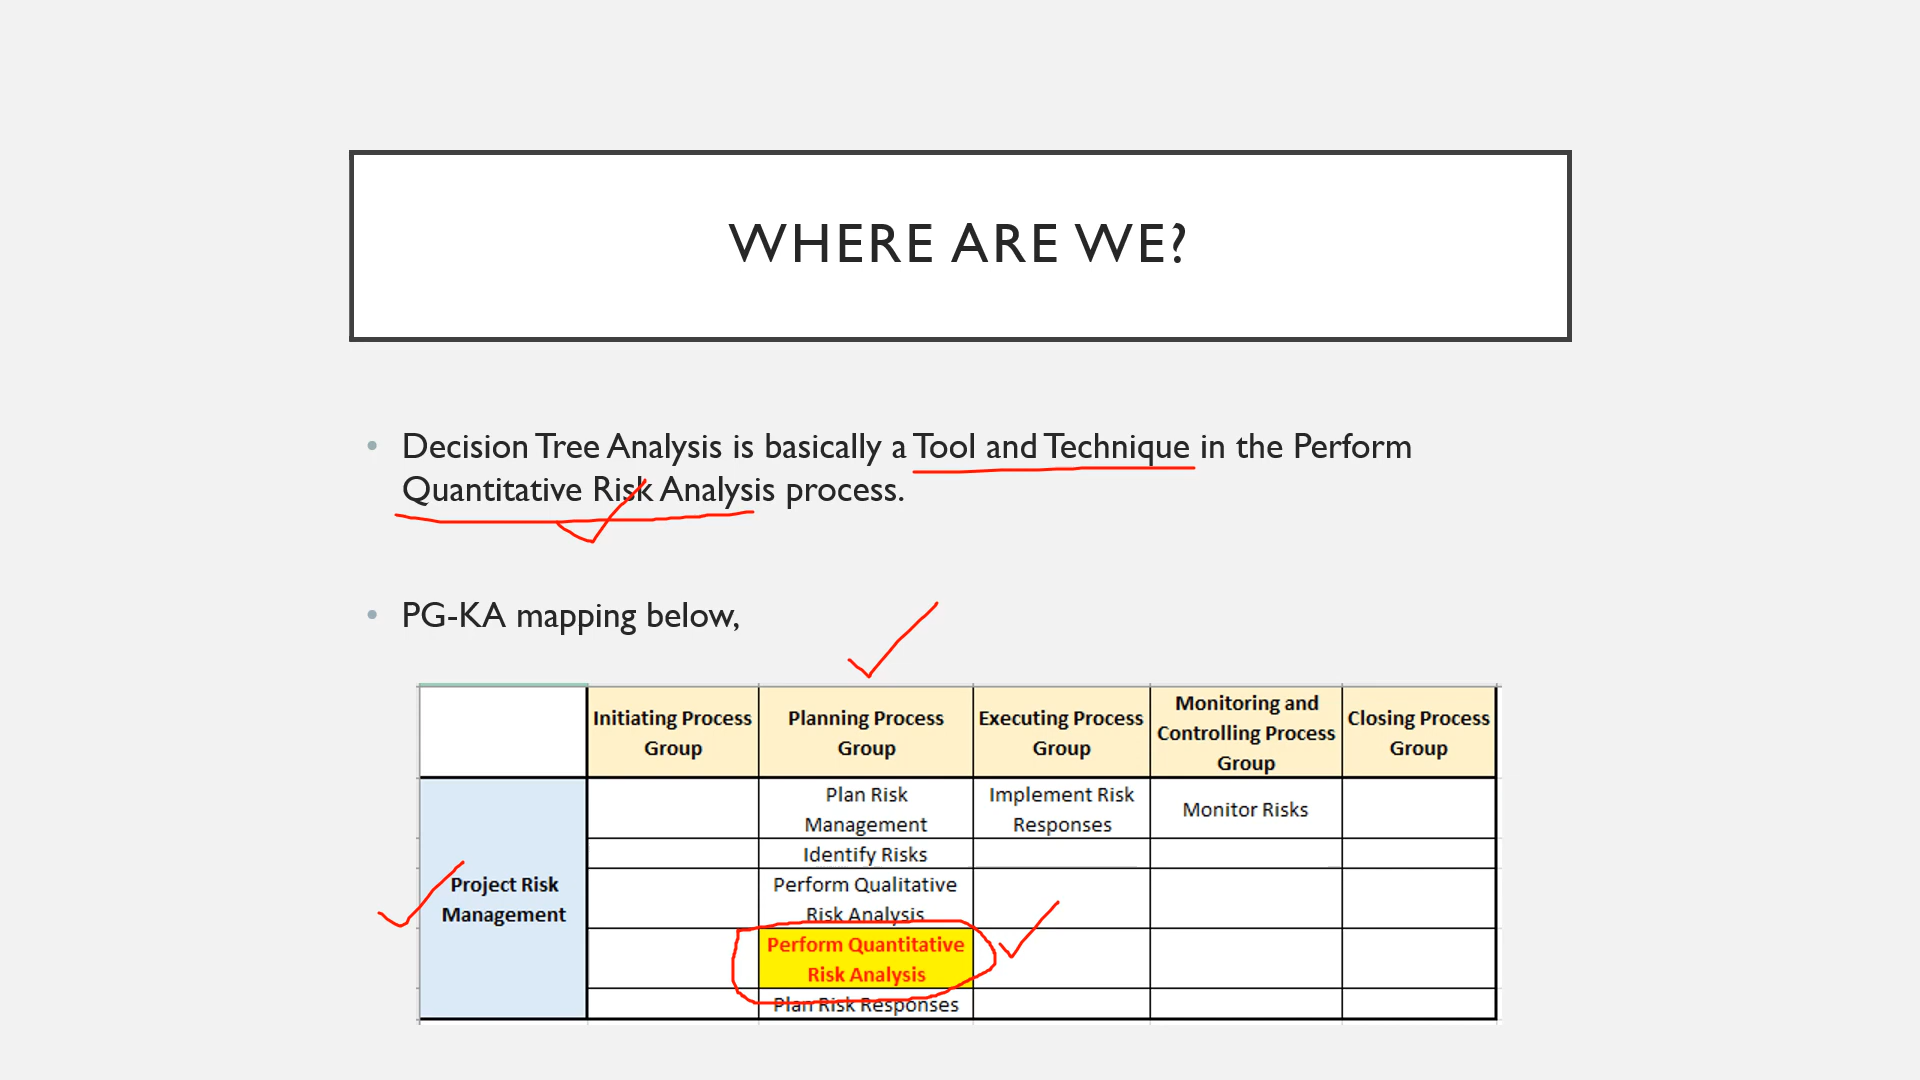 WHERE ARE WE?
• Decision Tree Analysis is basically a Tool and Technique in the Perform
Quantitative Risk Analysis process.
• PG-KA mapping below,
Initiating Process
Group
Planning Process
Group
Executing Process
Group
Monitoring and
Controlling Process
Group
Closing Process
Group
Project Risk
Management
Plan Risk
Management
Implement Risk
Responses
Monitor Risks
Identify Risks
Perform Qualitative
Risk Analysis
Perform Quantitative
Risk Analysis
Plan Risk Responses